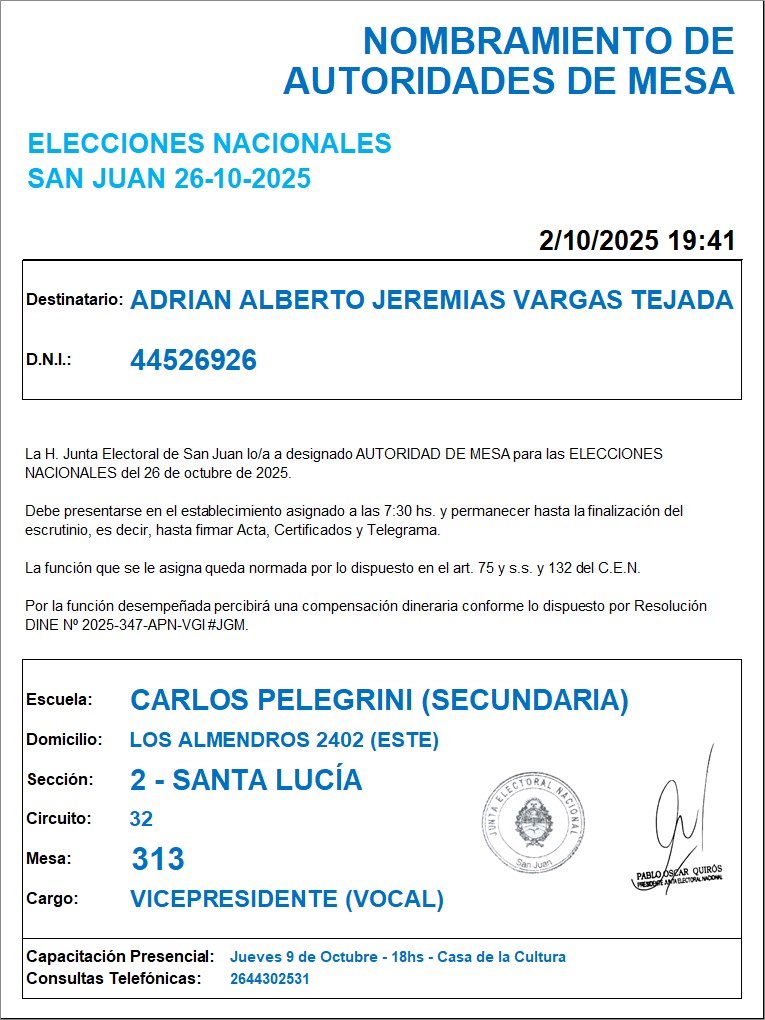 NOMBRAMIENTO DE
AUTORIDADES DE MESA
ELECCIONES NACIONALES
SAN JUAN 26-10-2025
2/10/2025 19:41
Destinatario: ADRIAN ALBERTO JEREMIAS VARGAS TEJADA
D.N.I.: 44526926
La H. Junta Electoral de San Juan lo/a a designado AUTORIDAD DE MESA para las ELECCIONES
NACIONALES del 26 de octubre de 2025.
Debe presentarse en el establecimiento asignado a las 7:30 hs. y permanecer hasta la finalización del
escrutinio, es decir, hasta firmar Acta, Certificados y Telegrama.
La función que se le asigna queda normada por lo dispuesto en el art. 75 y s.s. y 132 del C.E.N.
Por la función desempeñada percibirá una compensación dineraria conforme lo dispuesto por Resolución
DINE Nº 2025-347-APN-VGI#JGM.
Escuela: CARLOS PELEGRINI (SECUNDARIA)
Domicilio: LOS ALMENDROS 2402 (ESTE)
Sección: 2 - SANTA LUCÍA
Circuito: 32
Mesa: 313
Cargo: VICEPRESIDENTE (VOCAL)
JUNTA ELECTORAL NACIONAL
San Juan
PABLO OSCAR QUIRÓS
PRESIDENTE JUNTA ELECTORAL NACIONAL
Capacitación Presencial: Jueves 9 de Octubre - 18hs - Casa de la Cultura
Consultas Telefónicas: 2644302531